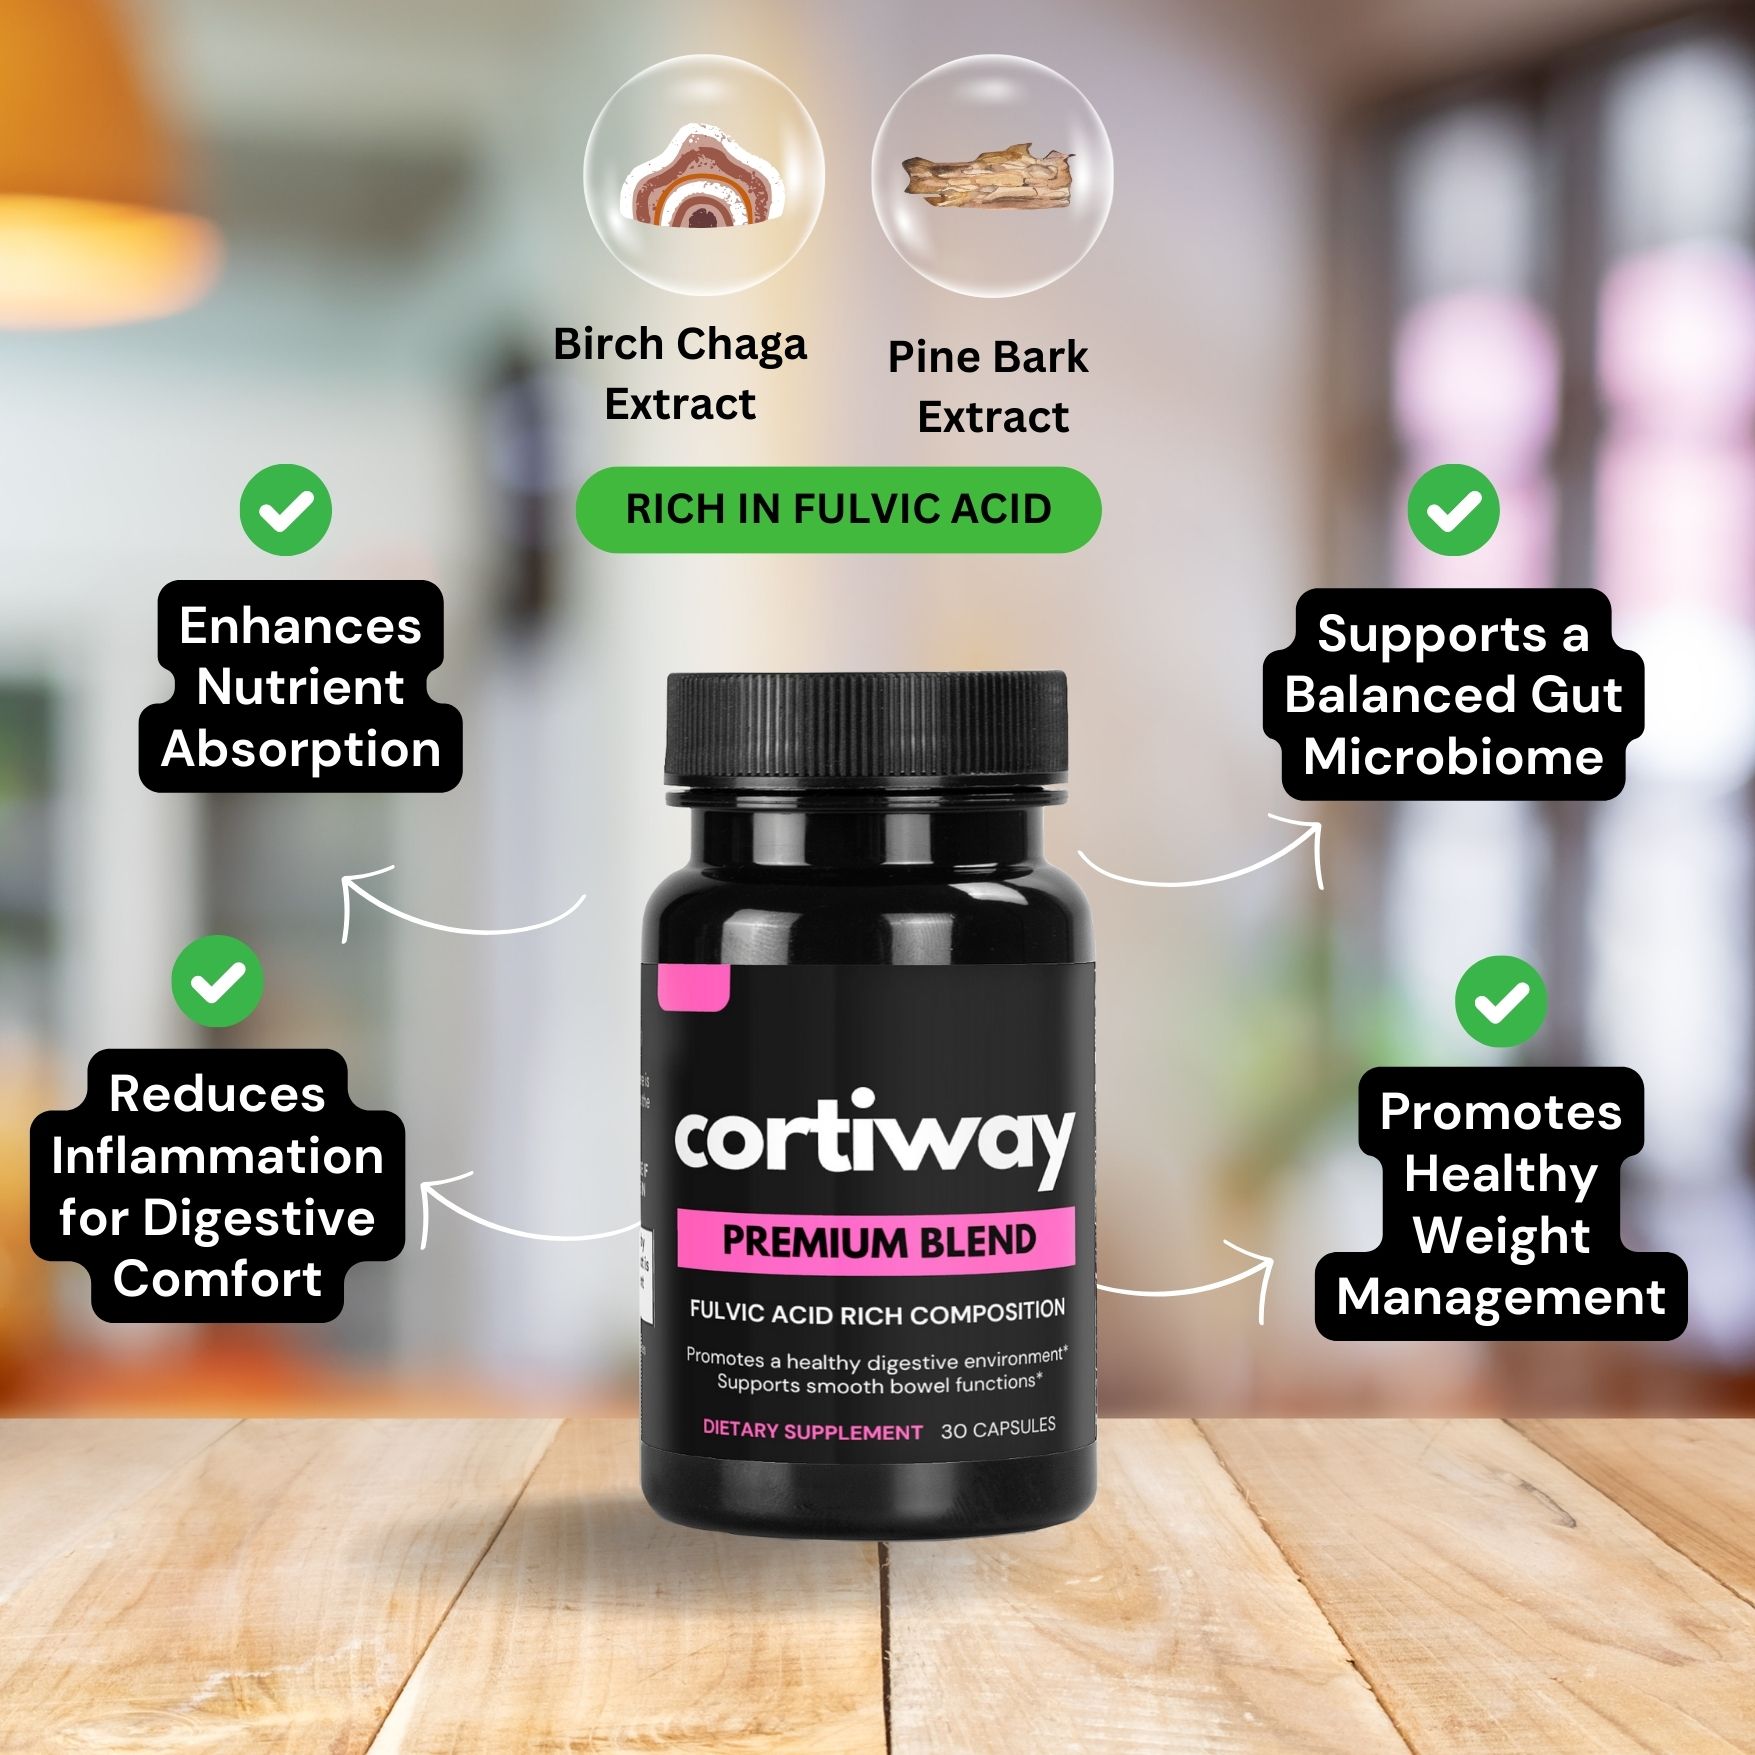 Birch Chaga
Extract
Pine Bark
Extract
RICH IN FULVIC ACID
Enhances
Nutrient
Absorption
Supports a
Balanced Gut
Microbiome
Reduces
Inflammation
for Digestive
Comfort
Promotes
Healthy
Weight
Management
cortiway
PREMIUM BLEND
FULVIC ACID RICH COMPOSITION
Promotes a healthy digestive environment*
Supports smooth bowel functions*
DIETARY SUPPLEMENT 30 CAPSULES